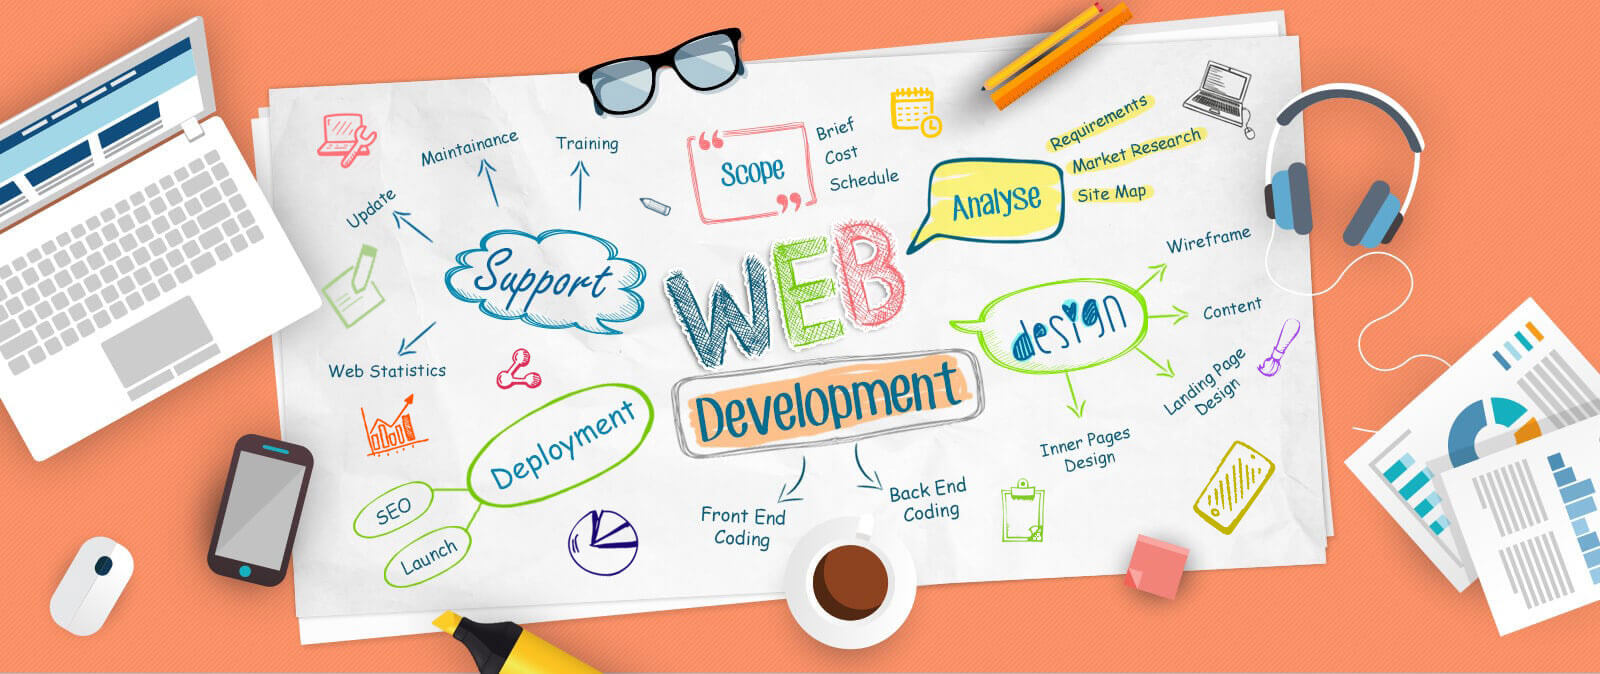 Maintainance
Training
Update
Support
Web Statistics
Scope
Brief
Cost
Schedule
Analyse
Requirements
Market Research
Site Map
WEB
Development
Front End
Coding
Back End
Coding
design
Wireframe
Content
Landing Page
Design
Inner Pages
Design
Deployment
SEO
Launch